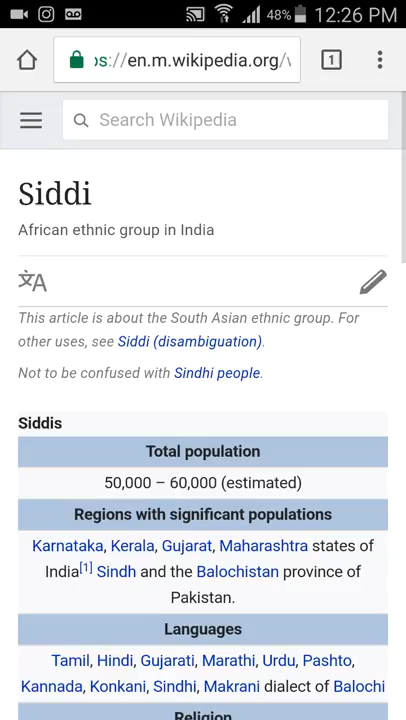 48% 12:26 PM
os://en.m.wikipedia.org/ 1
Search Wikipedia
Siddi
African ethnic group in India
文A
This article is about the South Asian ethnic group. For
other uses, see Siddi (disambiguation).
Not to be confused with Sindhi people.
Siddis
Total population
50,000 – 60,000 (estimated)
Regions with significant populations
Karnataka, Kerala, Gujarat, Maharashtra states of
India[1] Sindh and the Balochistan province of
Pakistan.
Languages
Tamil, Hindi, Gujarati, Marathi, Urdu, Pashto,
Kannada, Konkani, Sindhi, Makrani dialect of Balochi
Religion